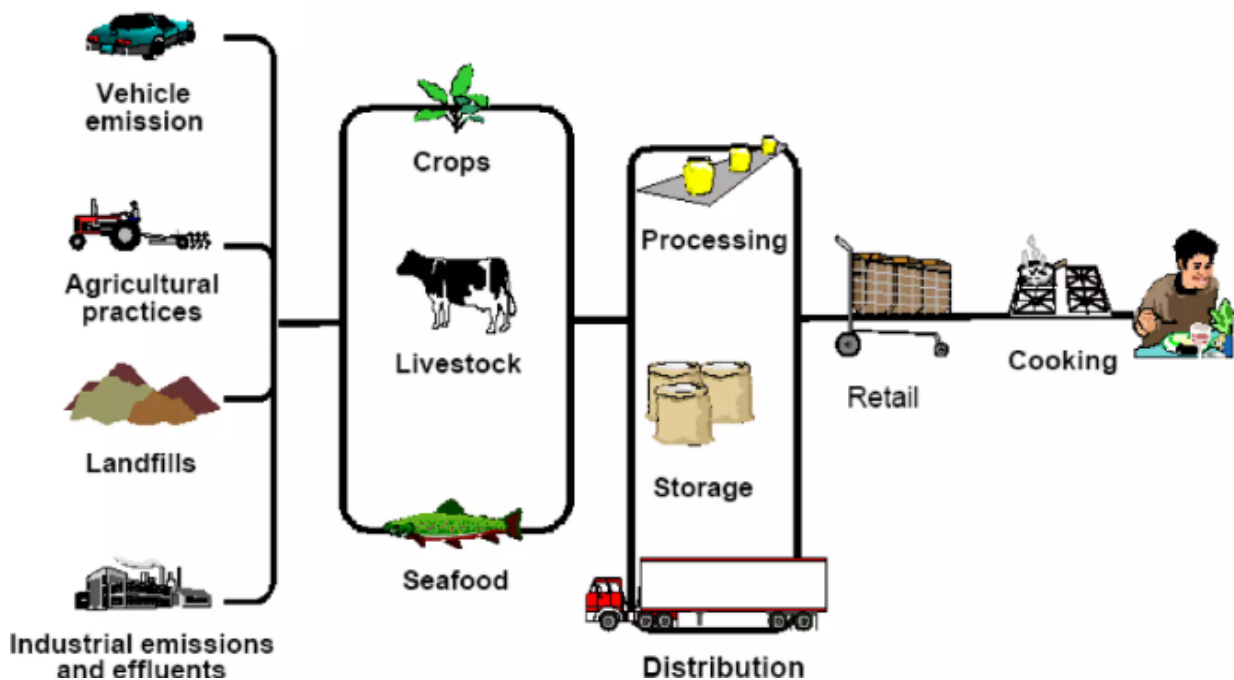 Vehicle
emission
Agricultural
practices
Landfills
Industrial emissions
and effluents
Crops
Livestock
Seafood
Processing
Storage
Distribution
Retail
Cooking